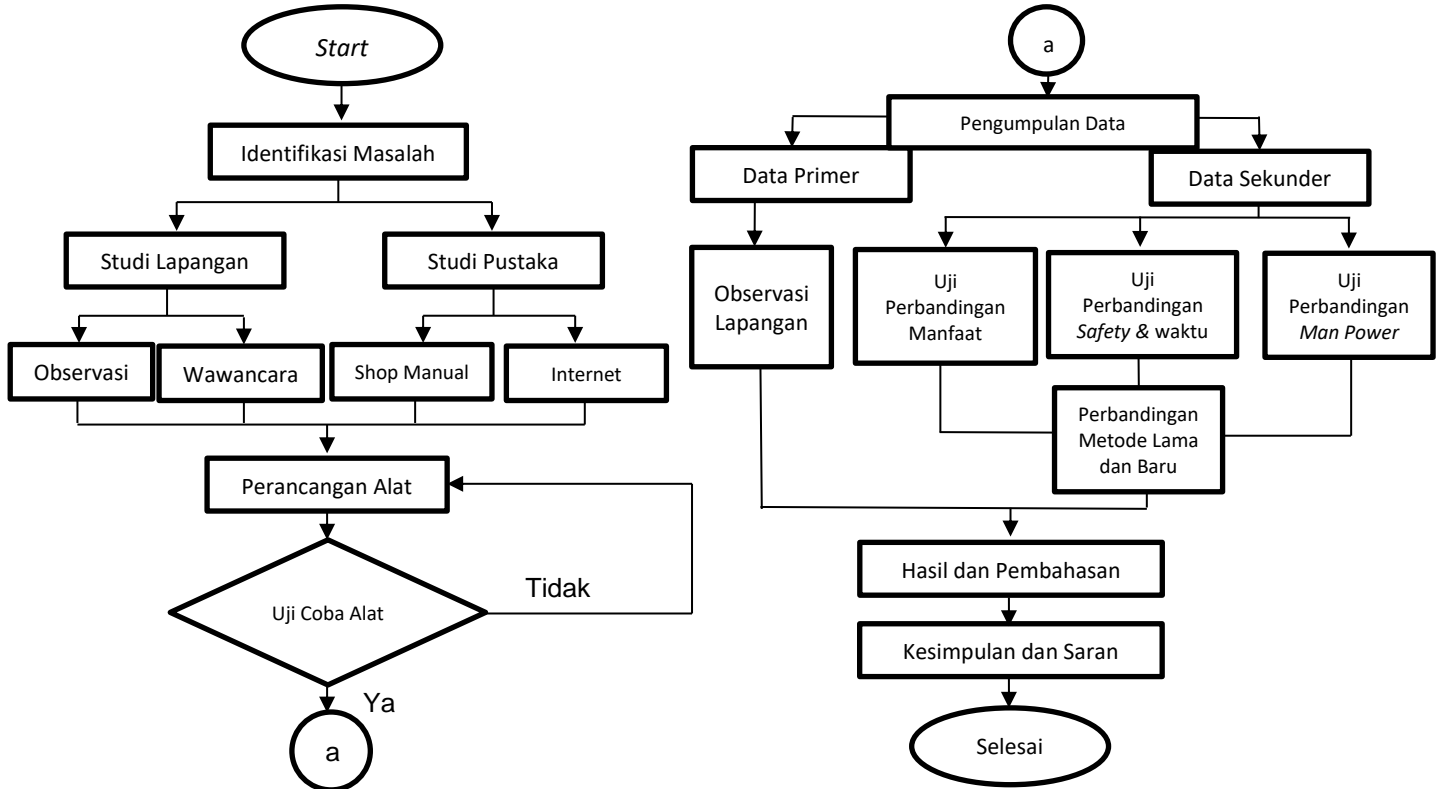 Start
Identifikasi Masalah
Studi Lapangan
Studi Pustaka
Observasi
Wawancara
Shop Manual
Internet
Perancangan Alat
Uji Coba Alat
Tidak
Ya
a
a
Pengumpulan Data
Data Primer
Data Sekunder
Observasi
Lapangan
Uji
Perbandingan
Manfaat
Uji
Perbandingan
Safety & waktu
Uji
Perbandingan
Man Power
Perbandingan
Metode Lama
dan Baru
Hasil dan Pembahasan
Kesimpulan dan Saran
Selesai